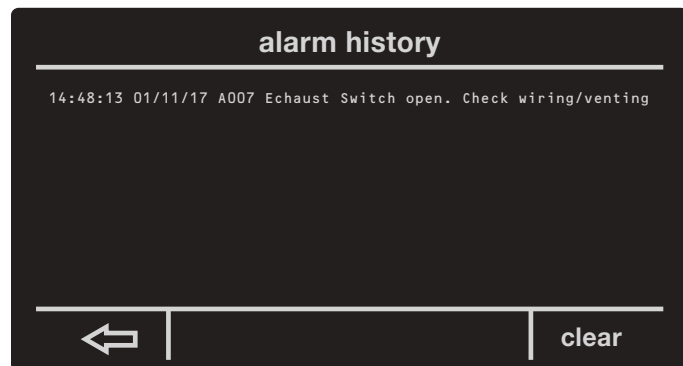 alarm history
14:48:13 01/11/17 A007 Echaust Switch open. Check wiring/venting
clear